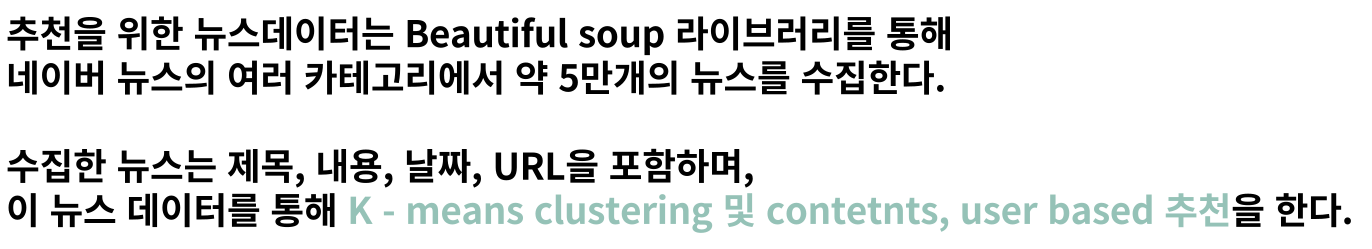 추천을 위한 뉴스데이터는 Beautiful soup 라이브러리를 통해
네이버 뉴스의 여러 카테고리에서 약 5만개의 뉴스를 수집한다.
수집한 뉴스는 제목, 내용, 날짜, URL을 포함하며,
이 뉴스 데이터를 통해 K - means clustering 및 contetnts, user based 추천을 한다.